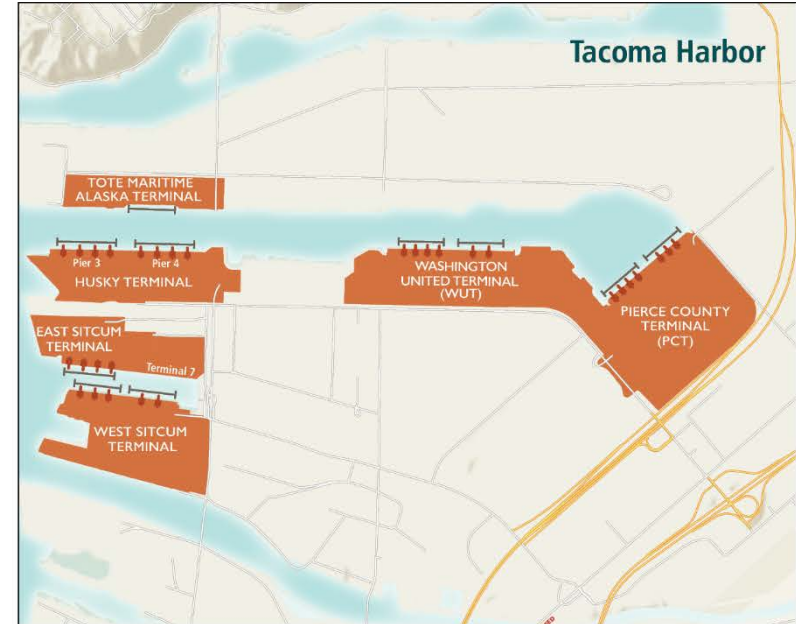 Tacoma Harbor
TOTE MARITIME
ALASKA TERMINAL
Pier 3
Pier 4
HUSKY TERMINAL
WASHINGTON
UNITED TERMINAL
(WUT)
PIERCE COUNTY
TERMINAL
(PCT)
EAST SITCUM
TERMINAL
Terminal 7
WEST SITCUM
TERMINAL